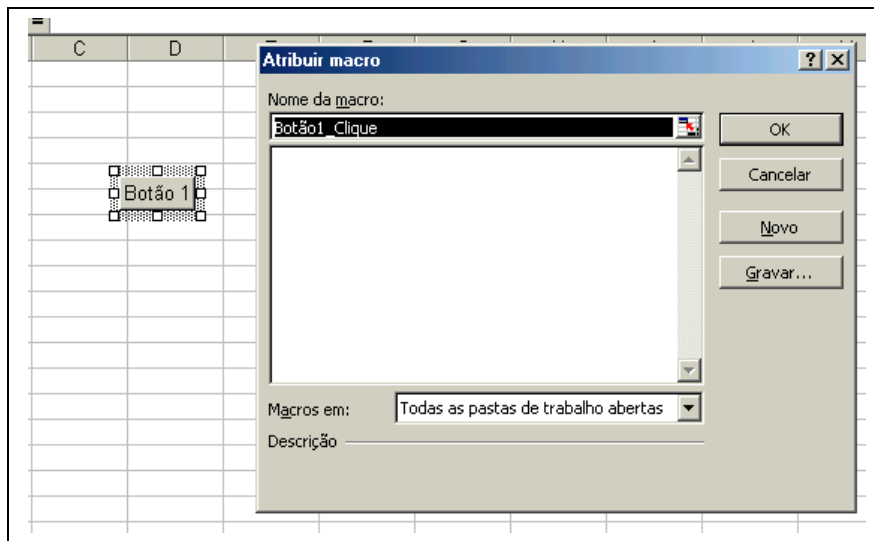 =
C D
Atribuir macro
Nome da macro:
Botão1_Clique
OK
Cancelar
Botão 1
Novo
Gravar...
Macros em: Todas as pastas de trabalho abertas
Descrição